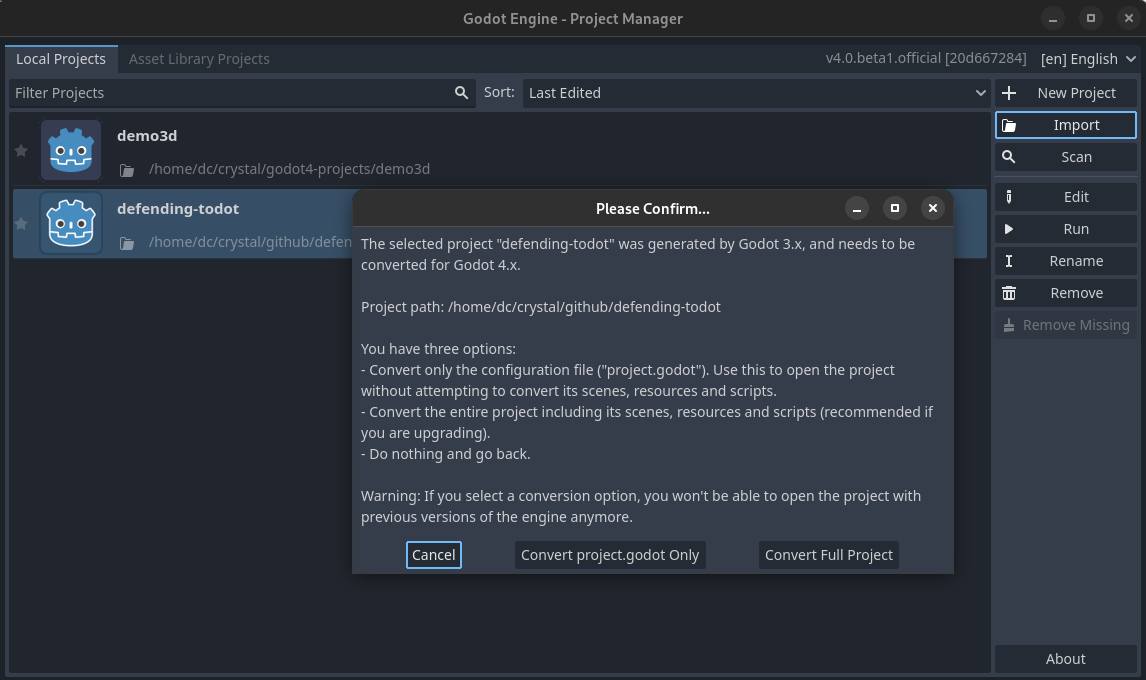 Godot Engine - Project Manager
Local Projects
Asset Library Projects
v4.0.beta1.official [20d667284]
[en] English
Filter Projects
Sort:
Last Edited
New Project
Import
Scan
Edit
Run
Rename
Remove
Remove Missing
About
demo3d
/home/dc/crystal/godot4-projects/demo3d
defending-todot
/home/dc/crystal/github/defen
Please Confirm...
The selected project "defending-todot" was generated by Godot 3.x, and needs to be
converted for Godot 4.x.
Project path: /home/dc/crystal/github/defending-todot
You have three options:
- Convert only the configuration file ("project.godot"). Use this to open the project
without attempting to convert its scenes, resources and scripts.
- Convert the entire project including its scenes, resources and scripts (recommended if
you are upgrading).
- Do nothing and go back.
Warning: If you select a conversion option, you won't be able to open the project with
previous versions of the engine anymore.
Cancel
Convert project.godot Only
Convert Full Project